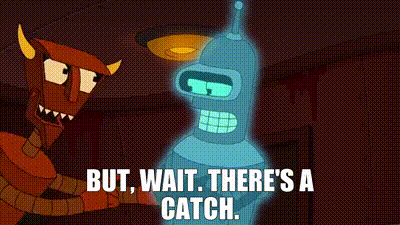 BUT, WAIT. THERE'S A
CATCH.